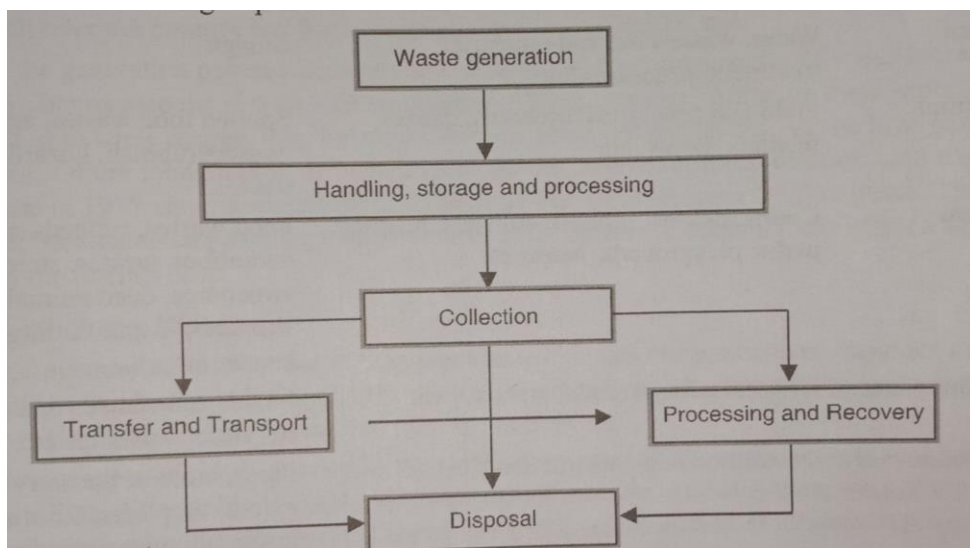 Waste generation
Handling, storage and processing
Collection
Transfer and Transport
Processing and Recovery
Disposal